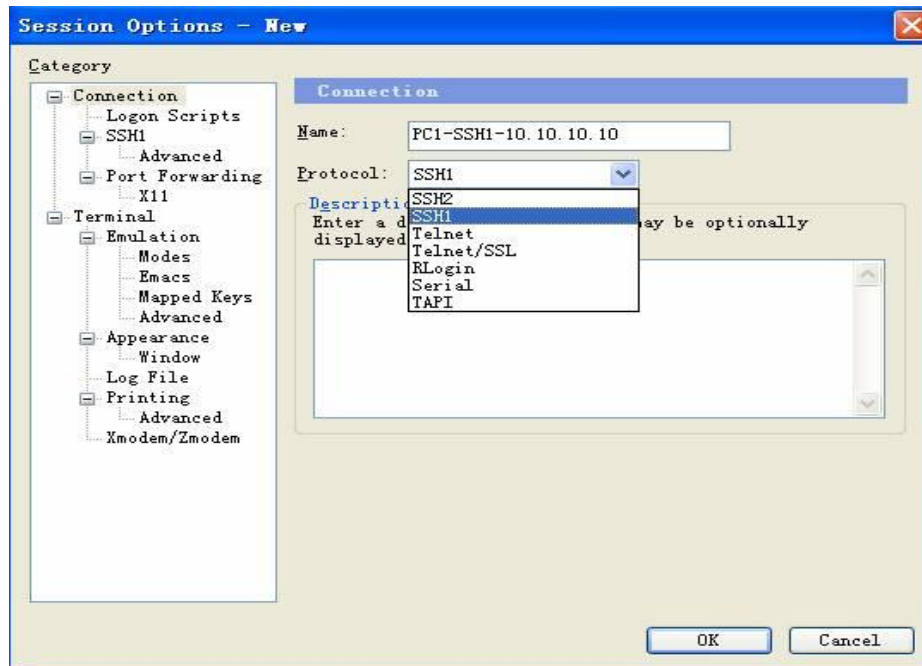 Session Options - New
Category
Connection
Logon Scripts
SSH1
Advanced
Port Forwarding
X11
Terminal
Emulation
Modes
Emacs
Mapped Keys
Advanced
Appearance
Window
Log File
Printing
Advanced
Xmodem/Zmodem
Connection
Name: PC1-SSH1-10.10.10.10
Protocol: SSH1
SSH2
SSH1
Telnet
Telnet/SSL
RLogin
Serial
TAPI
Enter a d
ay be optionally
displayed
OK Cancel